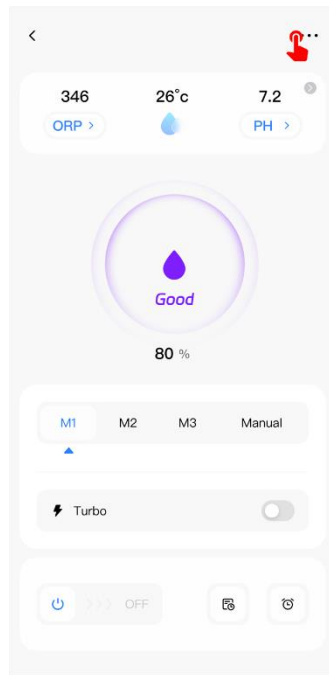 346 26°c 7.2
ORP > PH >
Good
80 %
M1 M2 M3 Manual
Turbo
>>> OFF